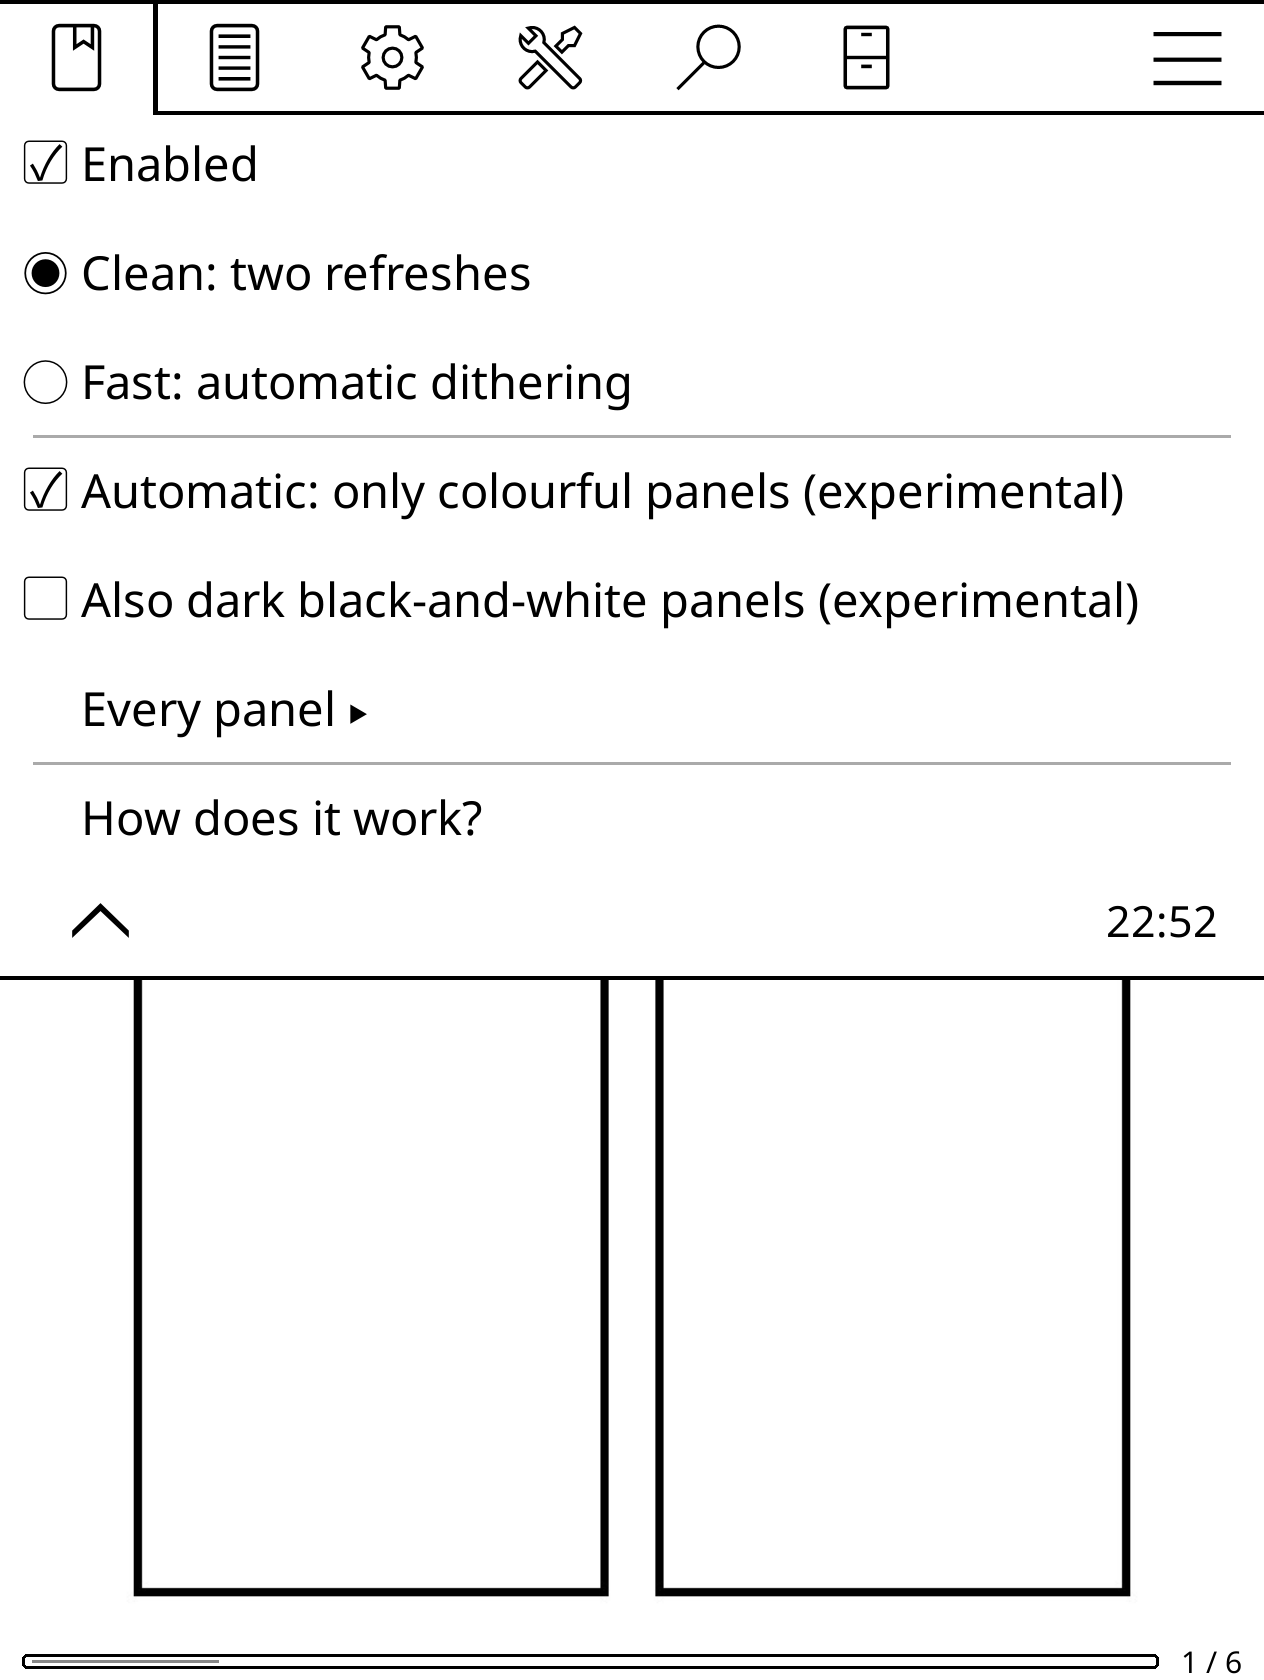 Enabled
Clean: two refreshes
Fast: automatic dithering
Automatic: only colourful panels (experimental)
Also dark black-and-white panels (experimental)
Every panel ▸
How does it work?
22:52
1 / 6